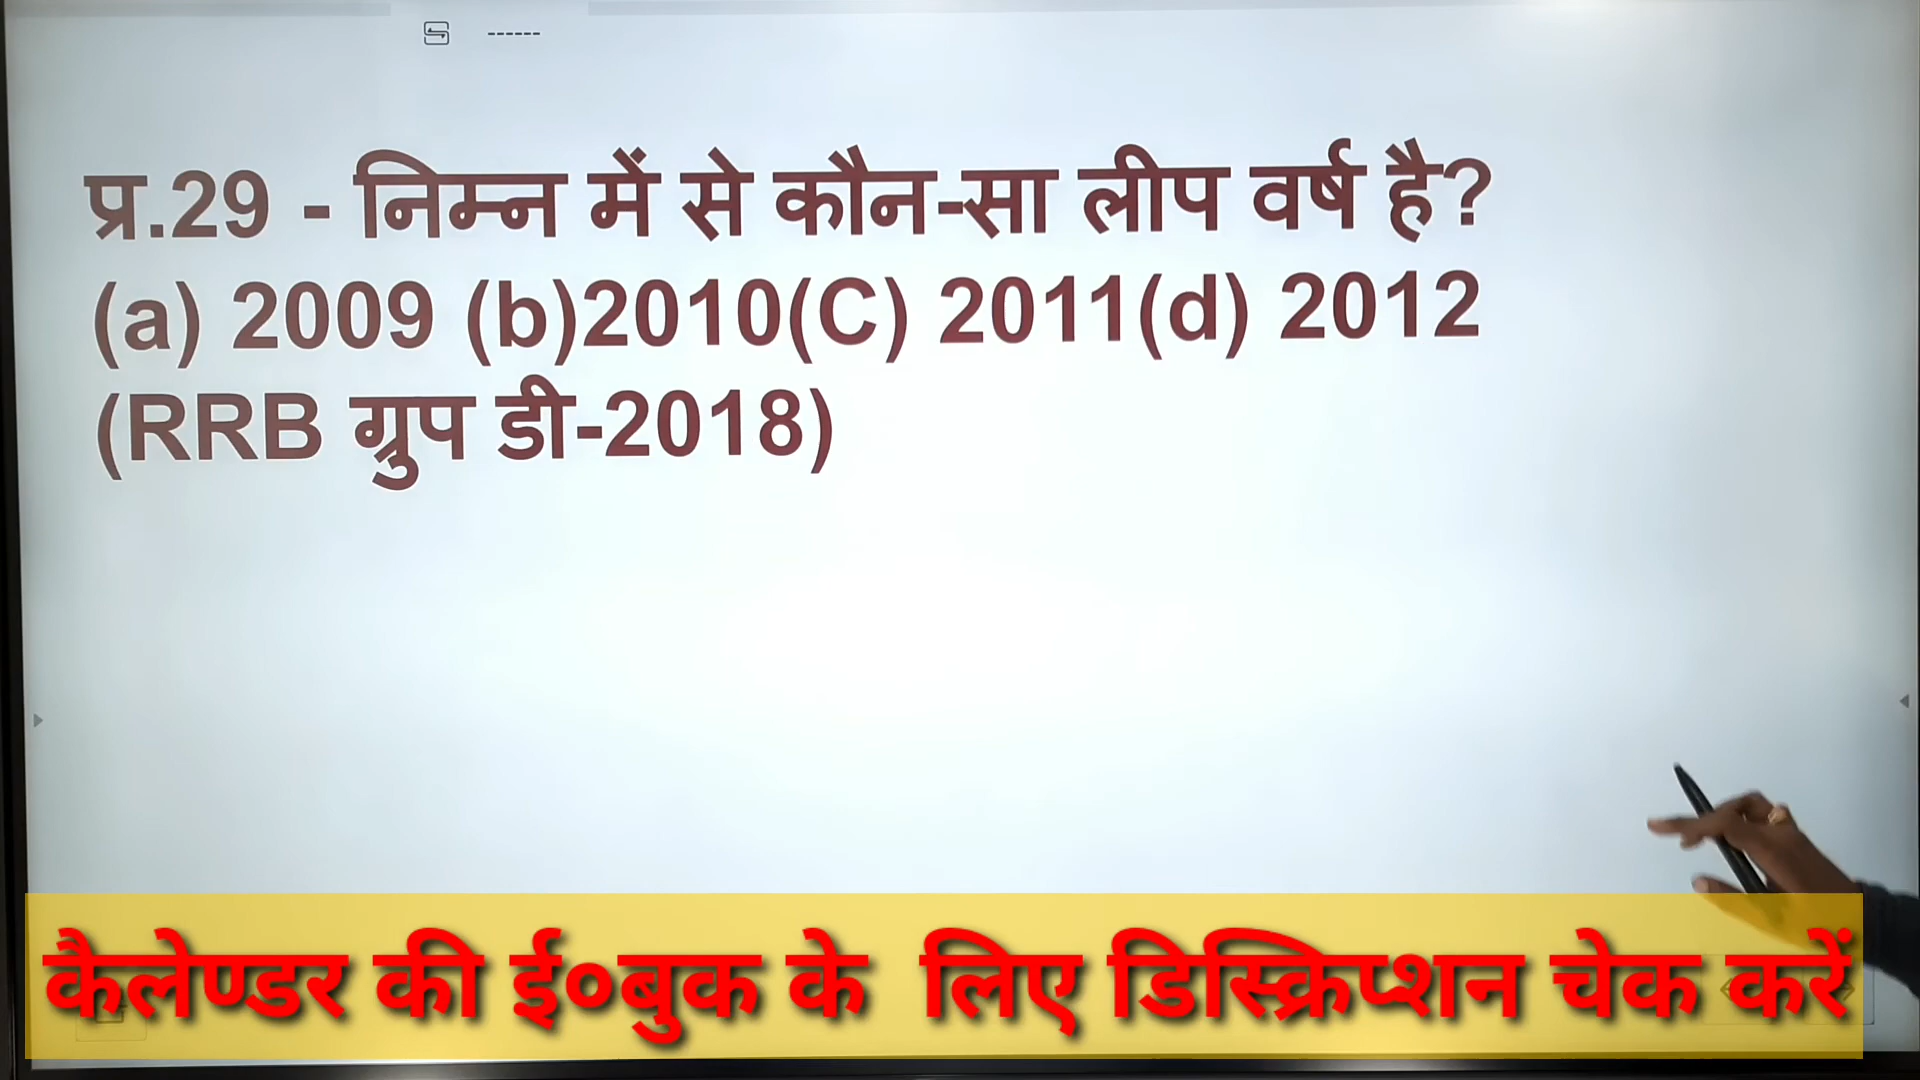 प्र.29 - निम्न में से कौन-सा लीप वर्ष है?
(a) 2009 (b)2010(C) 2011(d) 2012
(RRB ग्रुप डी-2018)
कैलेण्डर की ई०बुक के लिए डिस्क्रिप्शन चेक करें